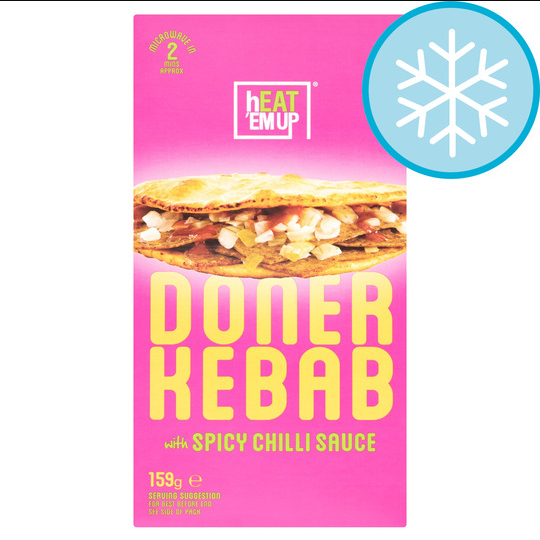 MICROWAVE IN
2
MINS
APPROX
hEAT
'EM UP
®
DONER
KEBAB
with SPICY CHILLI SAUCE
159g ℮
SERVING SUGGESTION
FOR BEST BEFORE END
SEE SIDE OF PACK